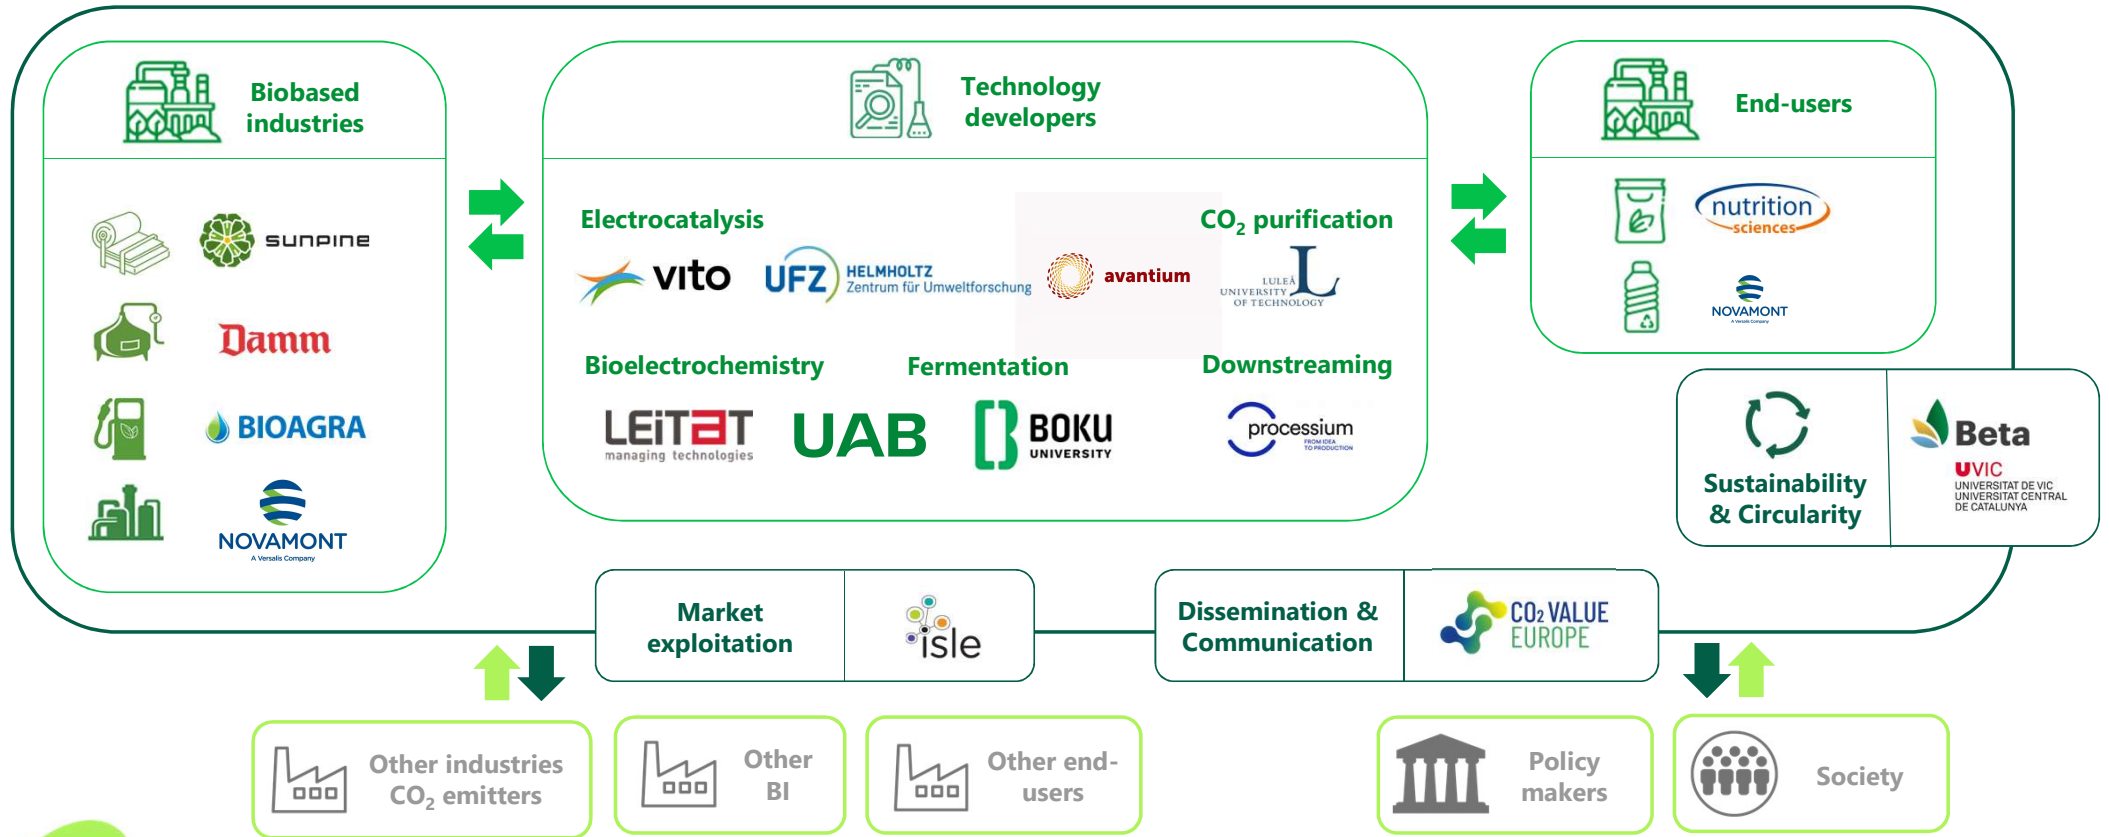 Biobased
industries
SUNPINE
Damm
BIOAGRA
NOVAMONT
A Versalis Company
Technology
developers
Electrocatalysis
vito
UFZ
HELMHOLTZ
Zentrum für Umweltforschung
avantium
CO₂ purification
LULEÅ
UNIVERSITY
OF TECHNOLOGY
L
Bioelectrochemistry
LEITAT
managing technologies
UAB
Fermentation
BOKU
UNIVERSITY
Downstreaming
processium
FROM IDEA
TO PRODUCTION
End-users
nutrition
sciences
NOVAMONT
A Versalis Company
Sustainability
& Circularity
Beta
UVIC
UNIVERSITAT DE VIC
UNIVERSITAT CENTRAL
DE CATALUNYA
Market
exploitation
isle
Dissemination &
Communication
CO₂ VALUE
EUROPE
Other industries
CO₂ emitters
Other
BI
Other end-
users
Policy
makers
Society